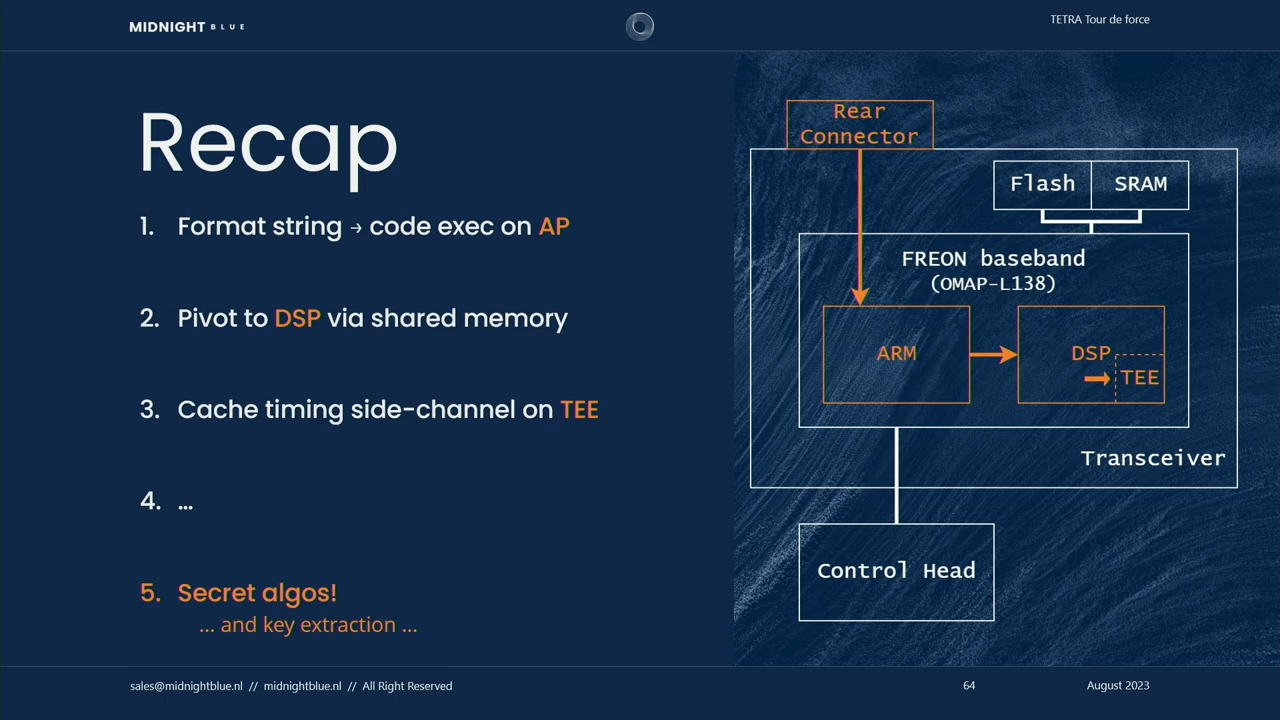 MIDNIGHT BLUE
TETRA Tour de force
Recap
1. Format string → code exec on AP
2. Pivot to DSP via shared memory
3. Cache timing side-channel on TEE
4. ...
5. Secret algos!
... and key extraction ...
Rear
Connector
Flash
SRAM
FREON baseband
(OMAP-L138)
ARM
DSP
TEE
Transceiver
Control Head
sales@midnightblue.nl // midnightblue.nl // All Right Reserved
64
August 2023